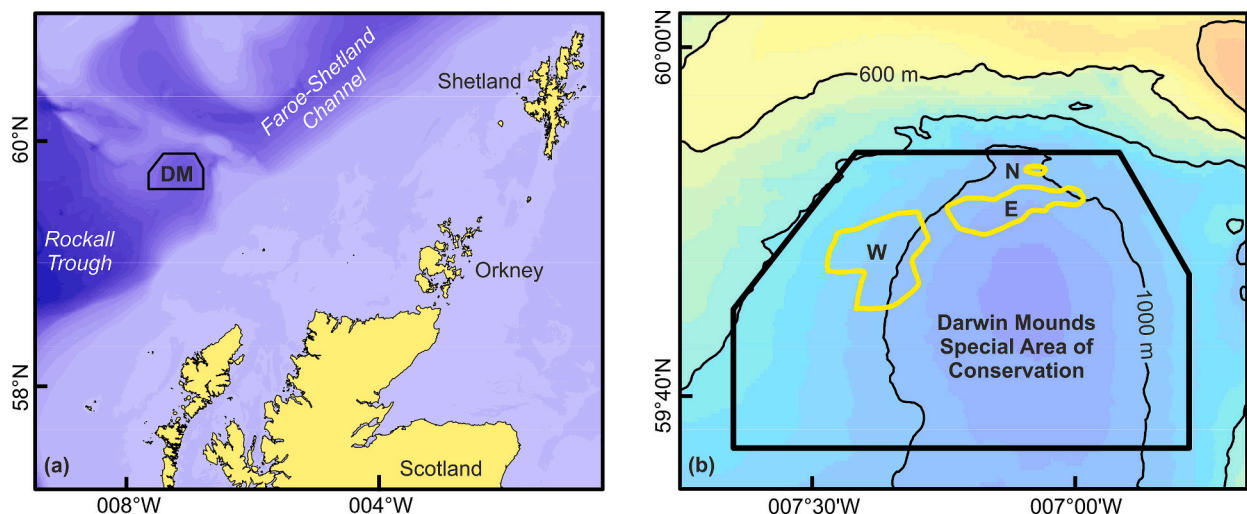 60°N
58°N
008°W
004°W
Faroe-Shetland
Channel
Shetland
DM
Rockall
Trough
Orkney
Scotland
(a)
60°00'N
59°40'N
007°30'W
007°00'W
600 m
N
E
W
1000 m
Darwin Mounds
Special Area of
Conservation
(b)